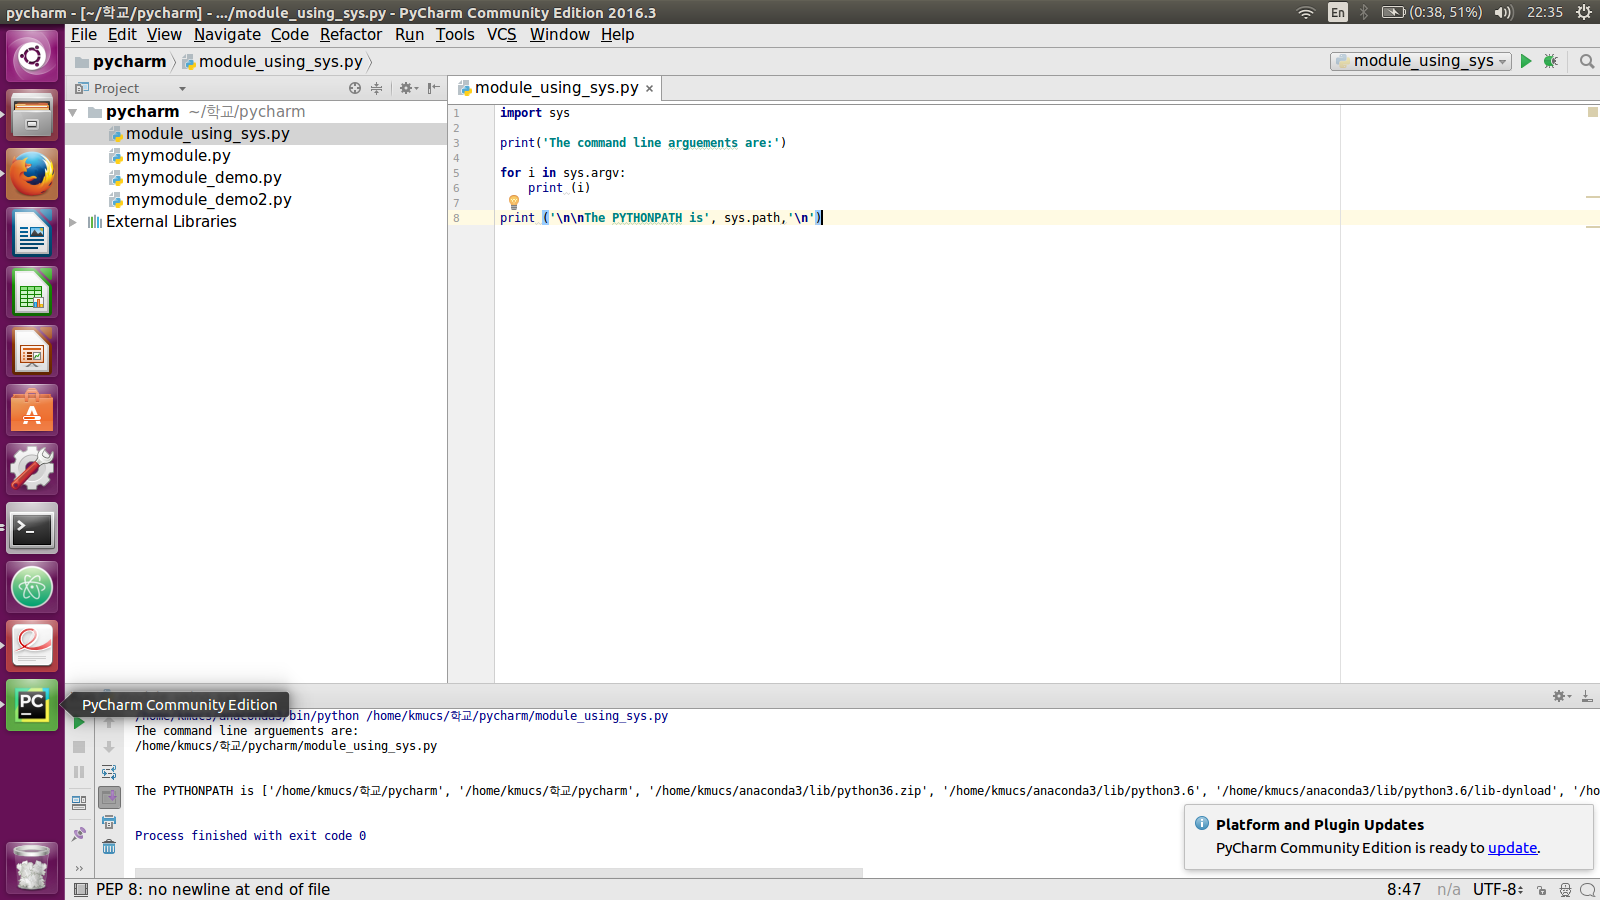 pycharm - [~/학교/pycharm] - .../module_using_sys.py - PyCharm Community Edition 2016.3
En
(0:38, 51%)
22:35
File Edit View Navigate Code Refactor Run Tools VCS Window Help
pycharm
module_using_sys.py
module_using_sys
Project
module_using_sys.py ×
pycharm ~/학교/pycharm
module_using_sys.py
mymodule.py
mymodule_demo.py
mymodule_demo2.py
External Libraries
1 import sys
2
3 print('The command line arguements are:')
4
5 for i in sys.argv:
6 print (i)
7
8 print ('\n\nThe PYTHONPATH is', sys.path,'\n')
PC
PyCharm Community Edition
/home/kmucs/anaconda3/bin/python /home/kmucs/학교/pycharm/module_using_sys.py
The command line arguements are:
/home/kmucs/학교/pycharm/module_using_sys.py
The PYTHONPATH is ['/home/kmucs/학교/pycharm', '/home/kmucs/학교/pycharm', '/home/kmucs/anaconda3/lib/python36.zip', '/home/kmucs/anaconda3/lib/python3.6', '/home/kmucs/anaconda3/lib/python3.6/lib-dynload', '/ho
Process finished with exit code 0
Platform and Plugin Updates
PyCharm Community Edition is ready to update.
PEP 8: no newline at end of file
8:47 n/a UTF-8